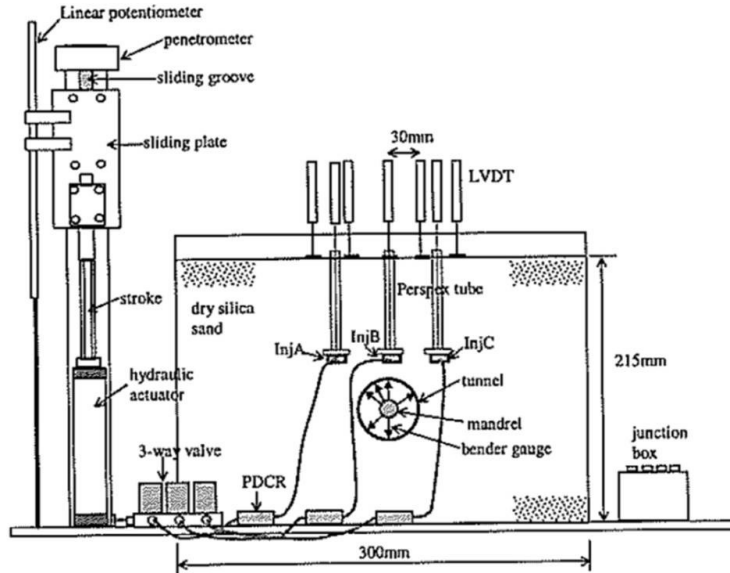 Linear potentiometer
penetrometer
sliding groove
sliding plate
30mm
LVDT
Perspex tube
stroke
dry silica
sand
InjA
InjB
InjC
215mm
hydraulic
actuator
tunnel
mandrel
bender gauge
3-way valve
PDCR
junction
box
300mm